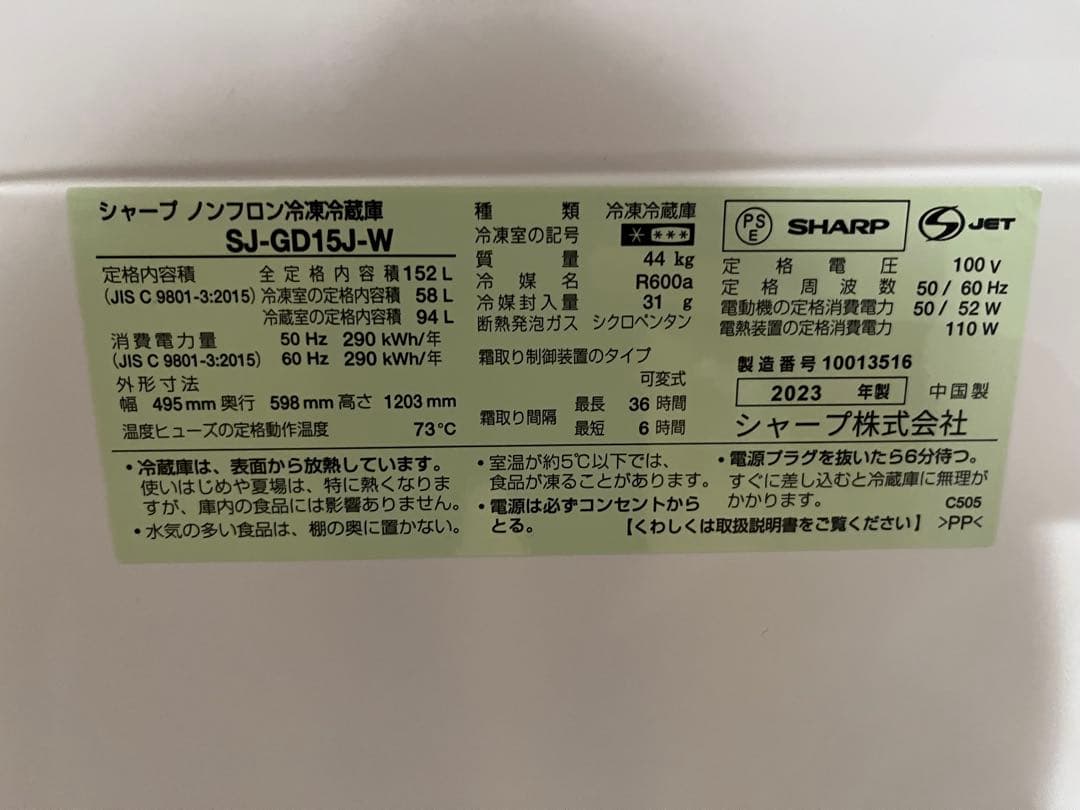 シャープ ノンフロン冷凍冷蔵庫
SJ-GD15J-W
定格内容積 全定格内容積 152 L
(JIS C 9801-3:2015) 冷凍室の定格内容積 58 L
冷蔵室の定格内容積 94 L
消費電力量 50 Hz 290 kWh/年
(JIS C 9801-3:2015) 60 Hz 290 kWh/年
外形寸法
幅 495 mm 奥行 598 mm 高さ 1203 mm
温度ヒューズの定格動作温度 73℃
種類 冷凍冷蔵庫
冷凍室の記号 * ***
質量 44 kg
冷媒名 R600a
冷媒封入量 31 g
断熱発泡ガス シクロペンタン
霜取り制御装置のタイプ
可変式
霜取り間隔 最長 36 時間
最短 6 時間
PSE SHARP S JET
定格電圧 100 V
定格周波数 50 / 60 Hz
電動機の定格消費電力 50 / 52 W
電熱装置の定格消費電力 110 W
製造番号 10013516
2023 年製 中国製
シャープ株式会社
・冷蔵庫は、表面から放熱しています。
使いはじめや夏場は、特に熱くなりま
すが、庫内の食品には影響ありません。
・水気の多い食品は、棚の奥に置かない。
・室温が約5℃以下では、
食品が凍ることがあります。
・電源は必ずコンセントから
とる。
・電源プラグを抜いたら6分待つ。
すぐに差し込むと冷蔵庫に無理が
かかります。 C505
【くわしくは取扱説明書をご覧ください】 >PP<